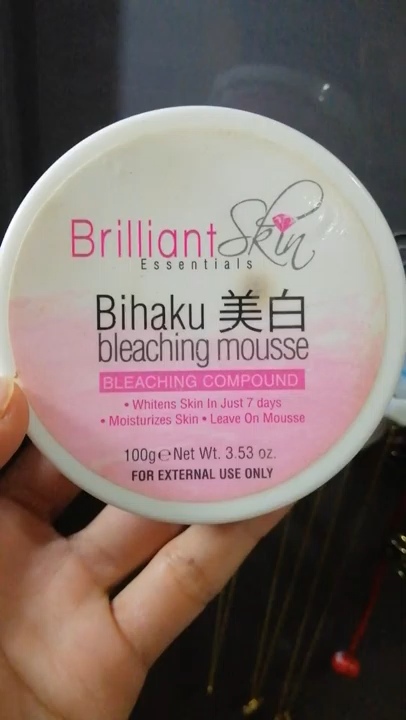 Brilliant Skin
Essentials
Bihaku 美白
bleaching mousse
BLEACHING COMPOUND
• Whitens Skin In Just 7 days
• Moisturizes Skin • Leave On Mousse
100g℮Net Wt. 3.53 oz.
FOR EXTERNAL USE ONLY